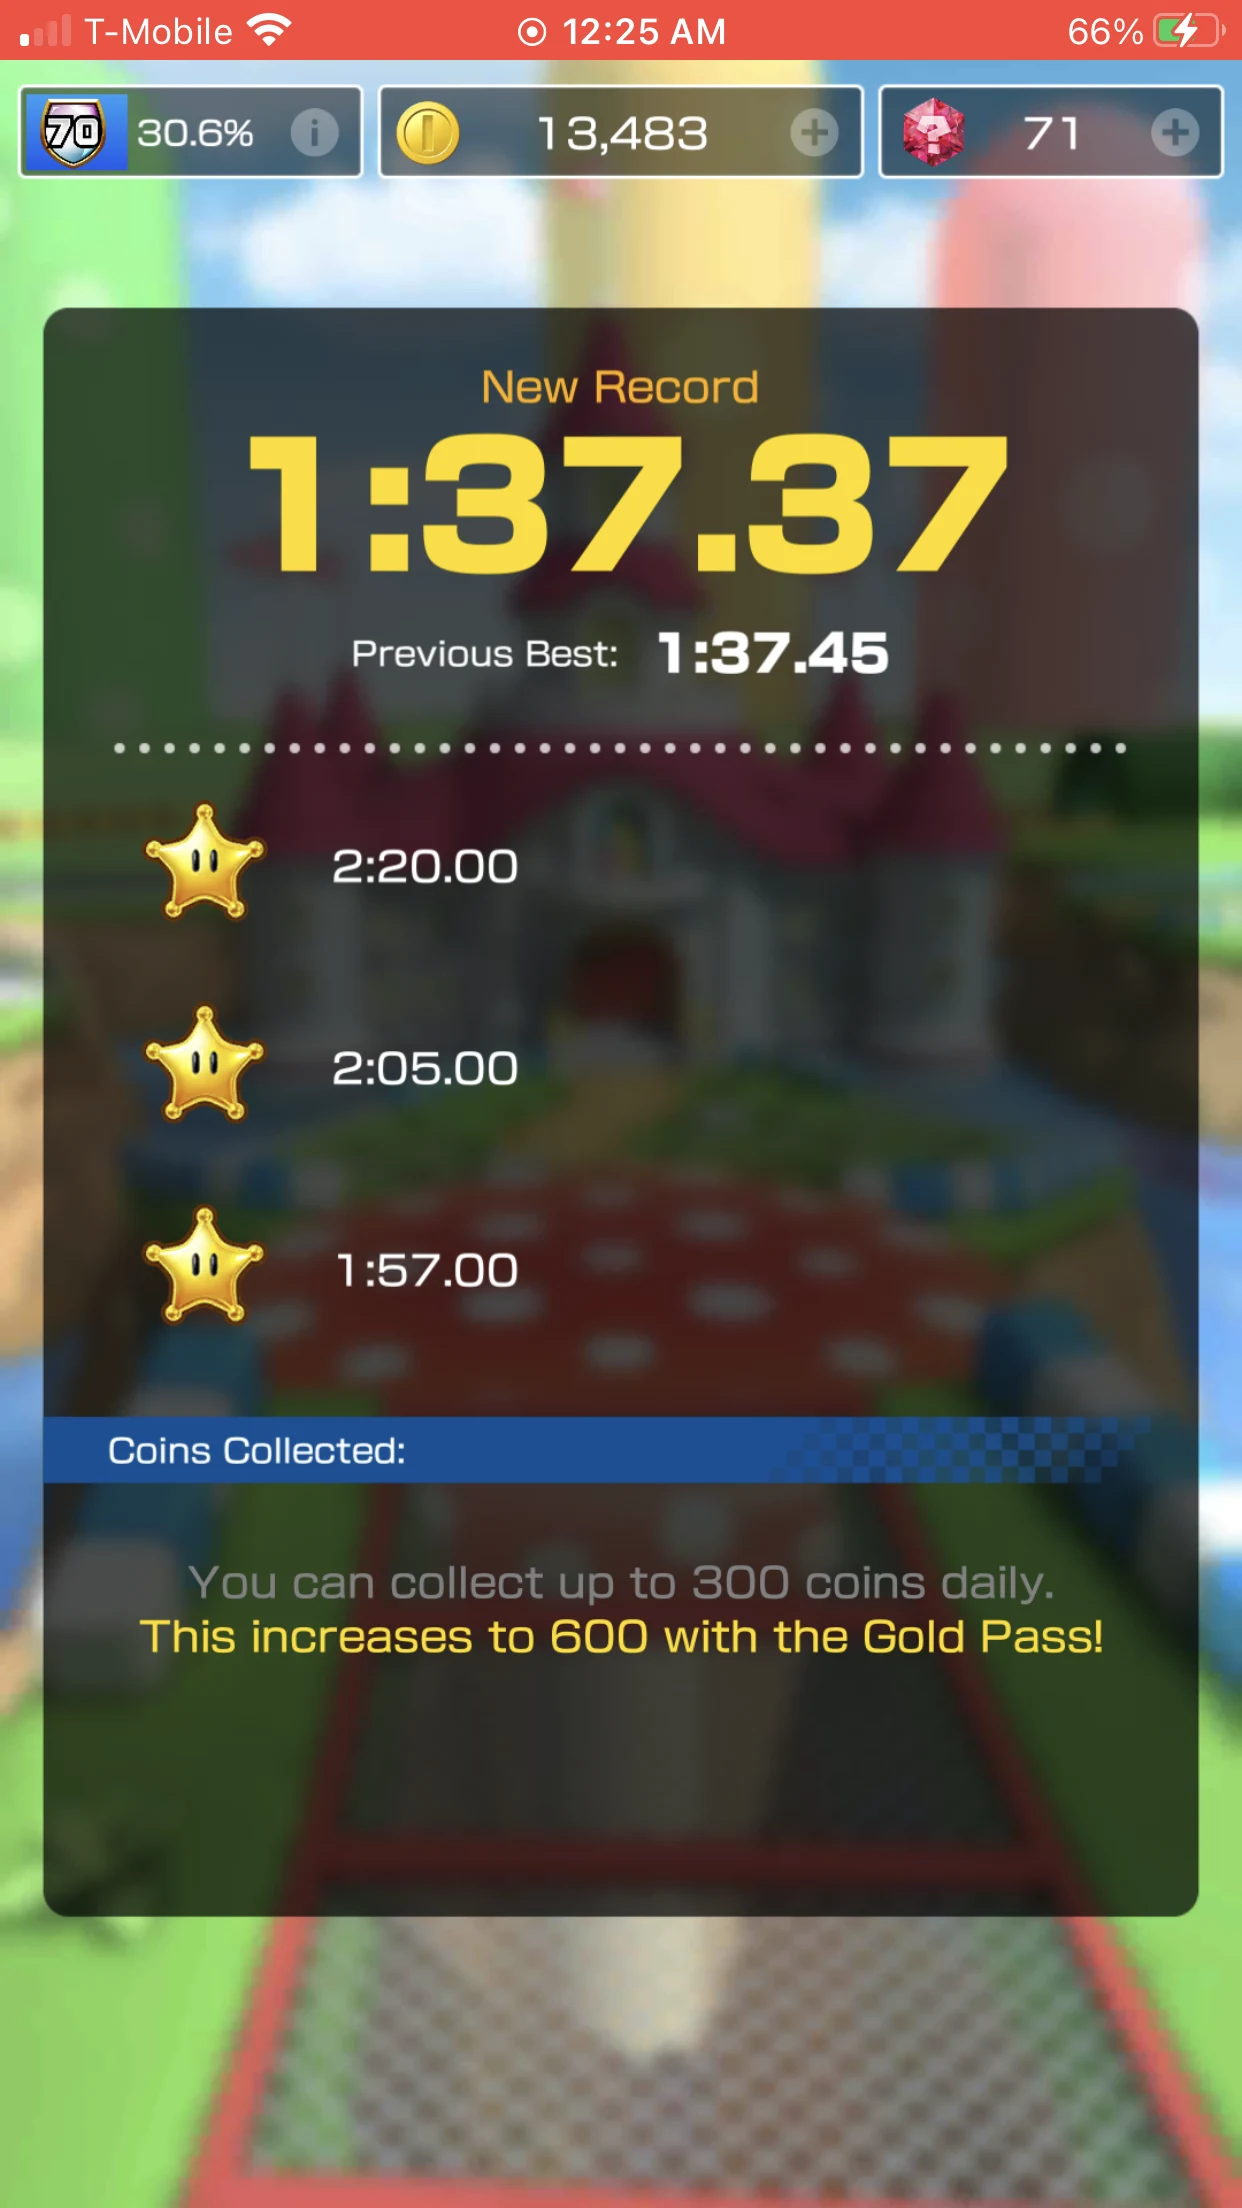 T-Mobile 12:25 AM 66%
70 30.6% i 13,483 + ? 71 +
New Record
1:37.37
Previous Best: 1:37.45
2:20.00
2:05.00
1:57.00
Coins Collected:
You can collect up to 300 coins daily.
This increases to 600 with the Gold Pass!